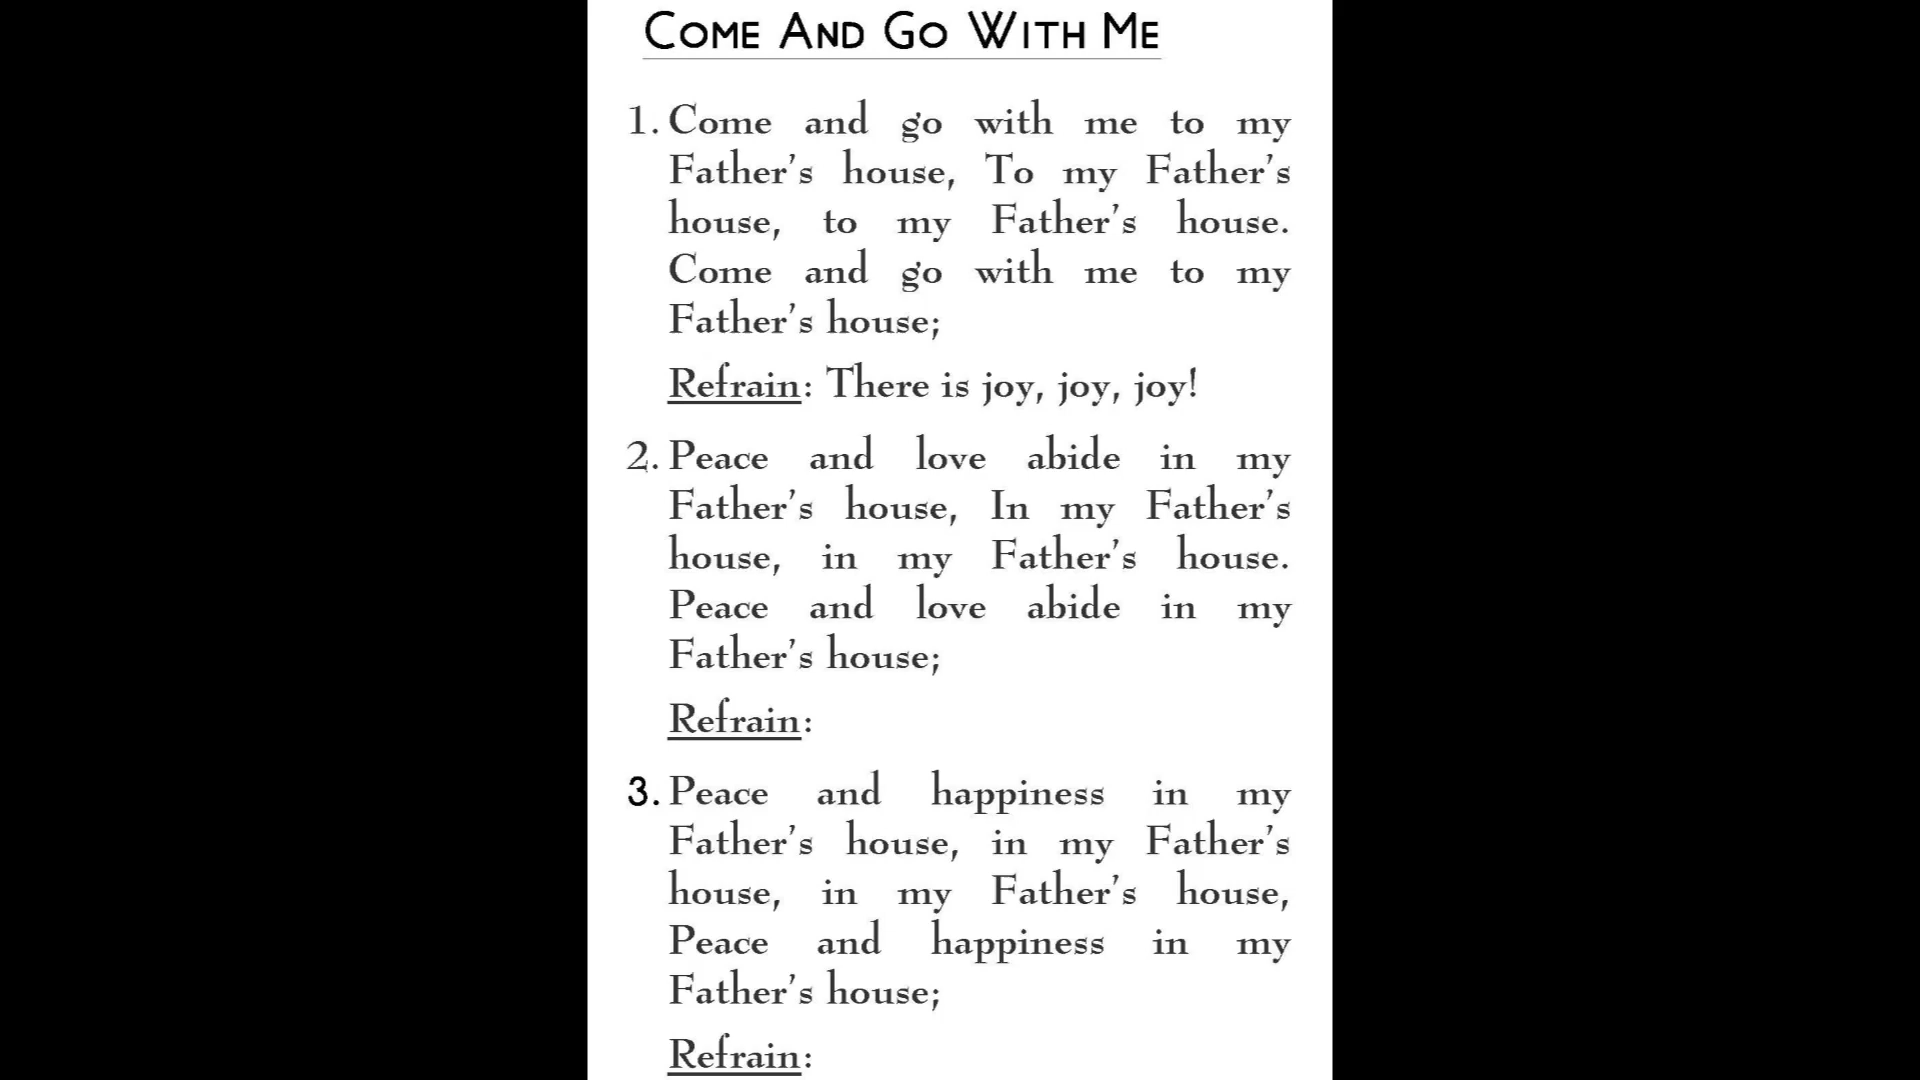 COME AND GO WITH ME
1. Come and go with me to my
Father's house, To my Father's
house, to my Father's house.
Come and go with me to my
Father's house;
Refrain: There is joy, joy, joy!
2. Peace and love abide in my
Father's house, In my Father's
house, in my Father's house.
Peace and love abide in my
Father's house;
Refrain:
3. Peace and happiness in my
Father's house, in my Father's
house, in my Father's house,
Peace and happiness in my
Father's house;
Refrain: